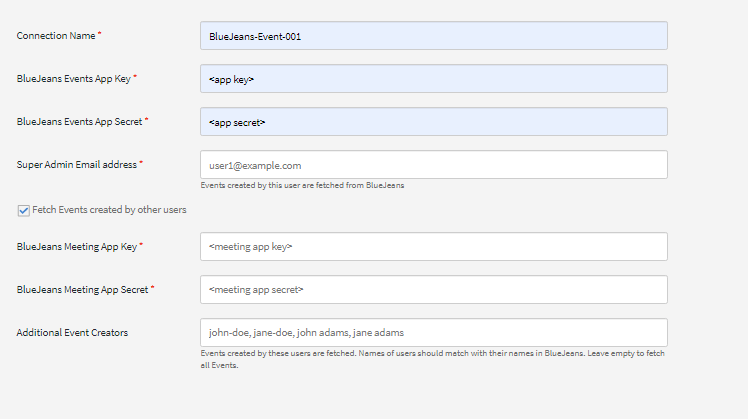 Connection Name *
BlueJeans-Event-001
BlueJeans Events App Key *
<app key>
BlueJeans Events App Secret *
<app secret>
Super Admin Email address *
user1@example.com
Events created by this user are fetched from BlueJeans
Fetch Events created by other users
BlueJeans Meeting App Key *
<meeting app key>
BlueJeans Meeting App Secret *
<meeting app secret>
Additional Event Creators
john-doe, jane-doe, john adams, jane adams
Events created by these users are fetched. Names of users should match with their names in BlueJeans. Leave empty to fetch
all Events.